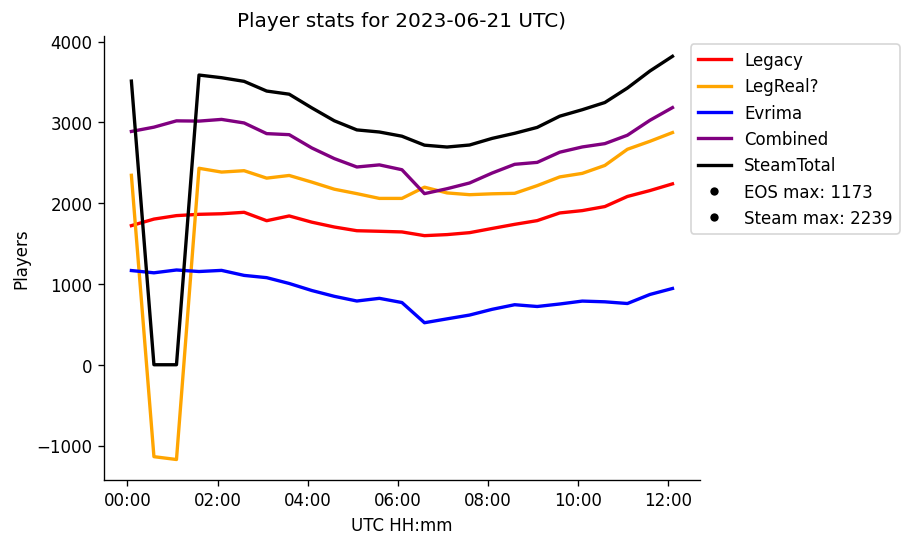 Player stats for 2023-06-21 UTC)
4000
3000
2000
1000
0
−1000
Players
00:00 02:00 04:00 06:00 08:00 10:00 12:00
UTC HH:mm
Legacy
LegReal?
Evrima
Combined
SteamTotal
EOS max: 1173
Steam max: 2239